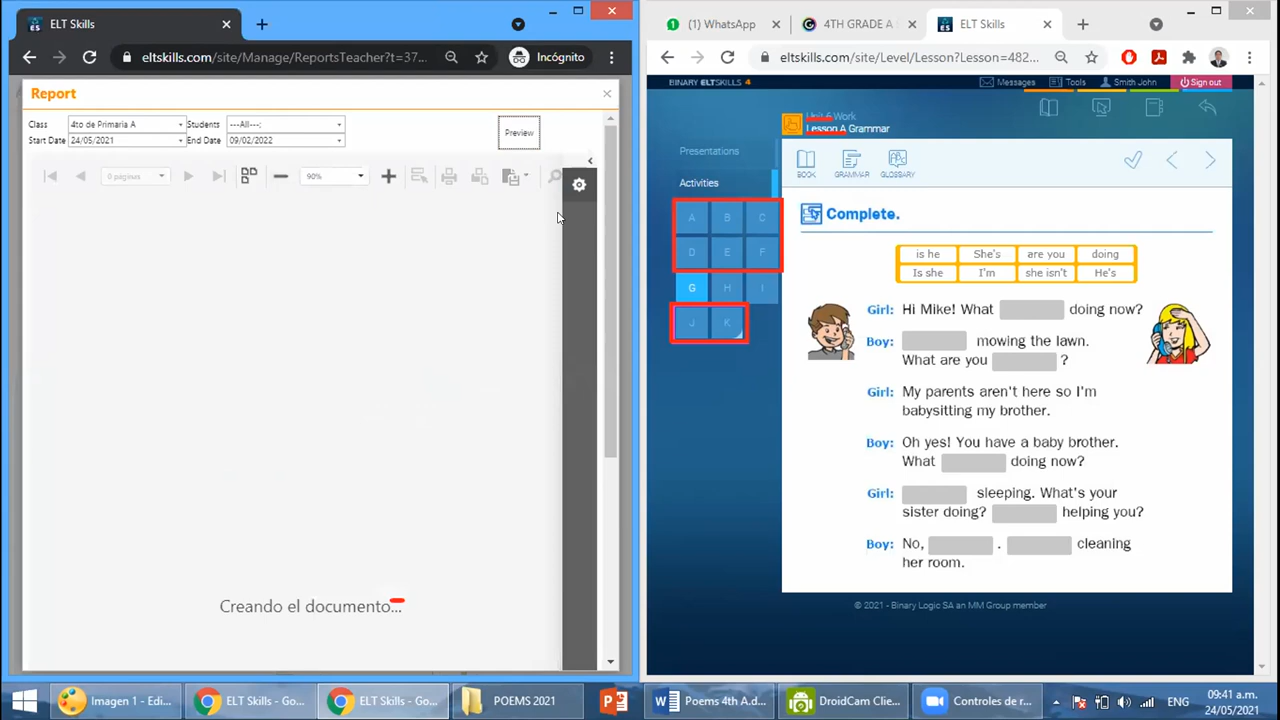 ELT Skills
eltskills.com/site/Manage/ReportsTeacher?t=37...
Incógnito
Report
Class
4to de Primaria A
Students
---All---;
Start Date
24/05/2021
End Date
09/02/2022
Preview
0 páginas
90%
Creando el documento...
(1) WhatsApp
4TH GRADE A S
ELT Skills
eltskills.com/site/Level/Lesson?Lesson=482...
BINARY ELTSKILLS 4
Messages
Tools
Smith John
Sign out
Unit 6 Work
Lesson A Grammar
Presentations
Activities
A B C
D E F
G H I
J K
BOOK
GRAMMAR
GLOSSARY
Complete.
is he She's are you doing
Is she I'm she isn't He's
Girl: Hi Mike! What doing now?
Boy: mowing the lawn.
What are you ?
Girl: My parents aren't here so I'm
babysitting my brother.
Boy: Oh yes! You have a baby brother.
What doing now?
Girl: sleeping. What's your
sister doing? helping you?
Boy: No, . cleaning
her room.
© 2021 - Binary Logic SA an MM Group member
Imagen 1 - Edi...
ELT Skills - Go...
ELT Skills - Go...
POEMS 2021
Poems 4th A.d...
DroidCam Clie...
Controles de r...
ENG
09:41 a.m.
24/05/2021